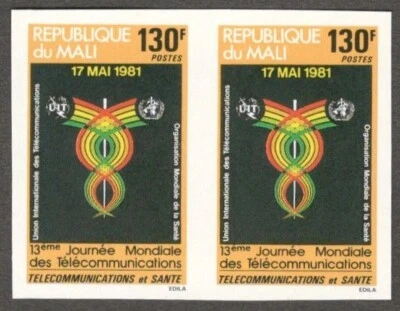 REPUBLIQUE du MALI
130F
POSTES
17 MAI 1981
UIT
Union Internationale des Télécommunications
Organisation Mondiale de la Santé
13ème Journée Mondiale
des Télécommunications
TELECOMMUNICATIONS et SANTE
EDILA
REPUBLIQUE du MALI
130F
POSTES
17 MAI 1981
UIT
Union Internationale des Télécommunications
Organisation Mondiale de la Santé
13ème Journée Mondiale
des Télécommunications
TELECOMMUNICATIONS et SANTE
EDILA